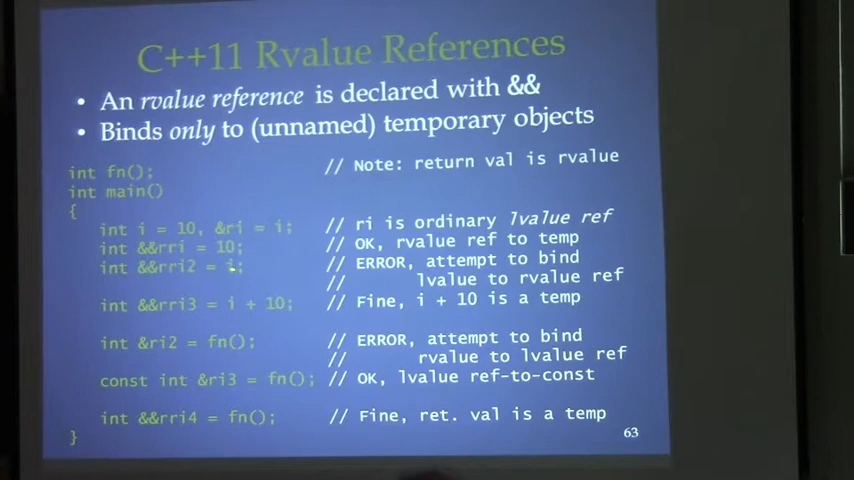 C++11 Rvalue References
• An rvalue reference is declared with &&
• Binds only to (unnamed) temporary objects
int fn(); // Note: return val is rvalue
int main()
{
int i = 10, &ri = i; // ri is ordinary lvalue ref
int &&rri = 10; // OK, rvalue ref to temp
int &&rri2 = i; // ERROR, attempt to bind
// lvalue to rvalue ref
int &&rri3 = i + 10; // Fine, i + 10 is a temp
int &ri2 = fn(); // ERROR, attempt to bind
// rvalue to lvalue ref
const int &ri3 = fn(); // OK, lvalue ref-to-const
int &&rri4 = fn(); // Fine, ret. val is a temp
}
63